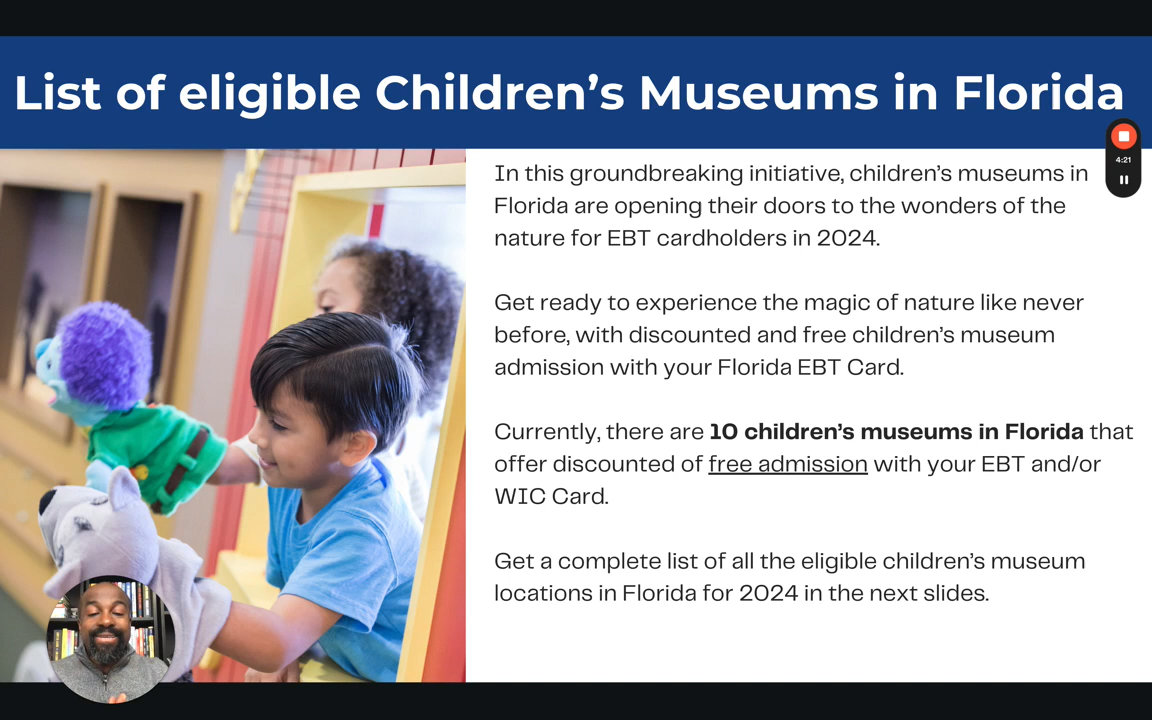 List of eligible Children's Museums in Florida
4:21
In this groundbreaking initiative, children's museums in
Florida are opening their doors to the wonders of the
nature for EBT cardholders in 2024.
Get ready to experience the magic of nature like never
before, with discounted and free children's museum
admission with your Florida EBT Card.
Currently, there are 10 children's museums in Florida that
offer discounted of free admission with your EBT and/or
WIC Card.
Get a complete list of all the eligible children's museum
locations in Florida for 2024 in the next slides.